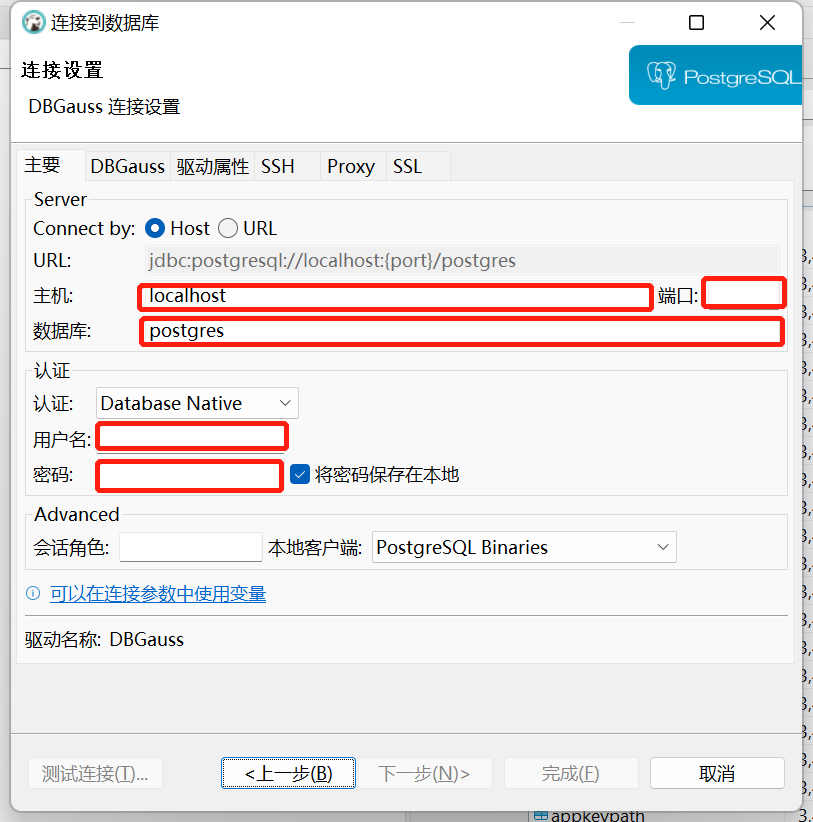 连接到数据库
连接设置
DBGauss 连接设置
PostgreSQL
主要 DBGauss 驱动属性 SSH Proxy SSL
Server
Connect by: Host URL
URL: jdbc:postgresql://localhost:{port}/postgres
主机: localhost 端口:
数据库: postgres
认证
认证: Database Native
用户名:
密码: 将密码保存在本地
Advanced
会话角色: 本地客户端: PostgreSQL Binaries
可以在连接参数中使用变量
驱动名称: DBGauss
测试连接(T)... <上一步(B) 下一步(N)> 完成(F) 取消
appkeypath